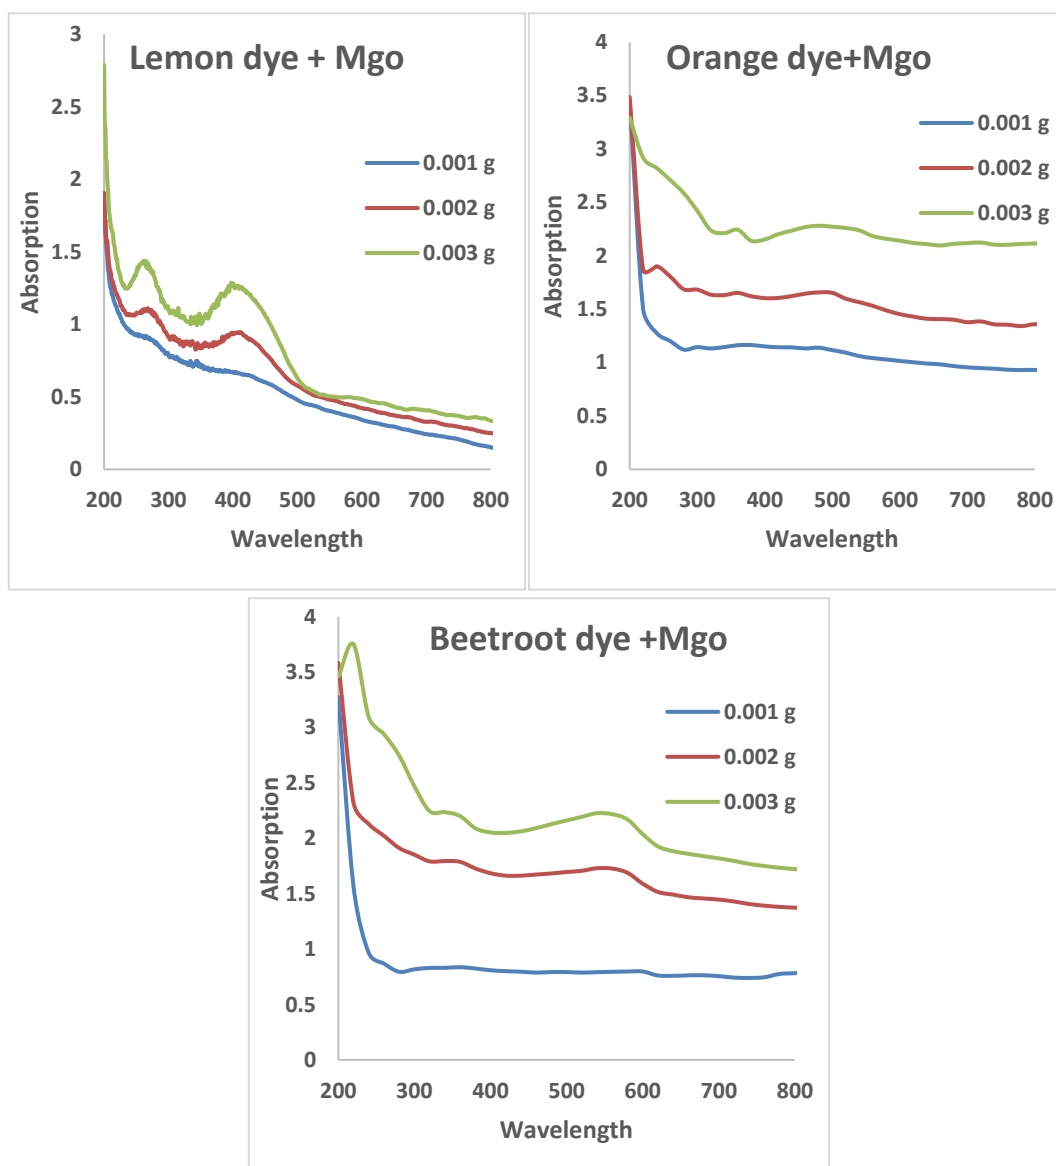 Lemon dye + Mgo
Absorption
3
2.5
2
1.5
1
0.5
0
200 300 400 500 600 700 800
Wavelength
0.001 g
0.002 g
0.003 g
Orange dye+Mgo
Absorption
4
3.5
3
2.5
2
1.5
1
0.5
0
200 300 400 500 600 700 800
Wavelength
0.001 g
0.002 g
0.003 g
Beetroot dye +Mgo
Absorption
4
3.5
3
2.5
2
1.5
1
0.5
0
200 300 400 500 600 700 800
Wavelength
0.001 g
0.002 g
0.003 g